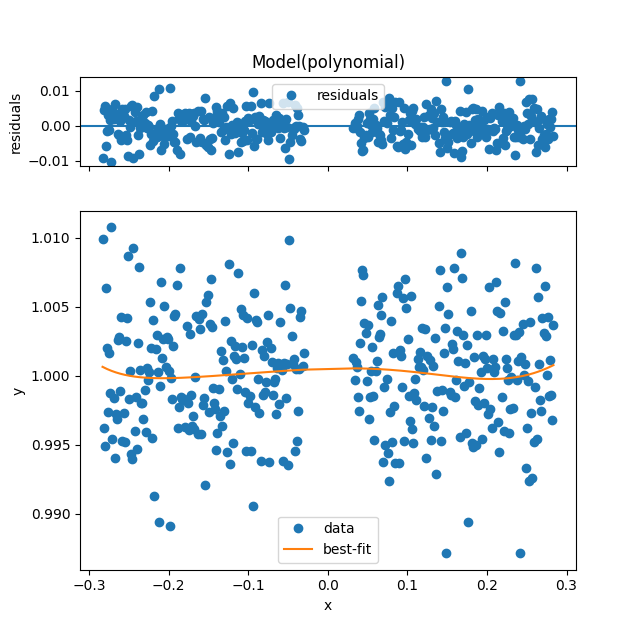 Model(polynomial)
0.01
0.00
−0.01
residuals
residuals
1.010
1.005
1.000
0.995
0.990
y
data
best-fit
−0.3 −0.2 −0.1 0.0 0.1 0.2 0.3
x